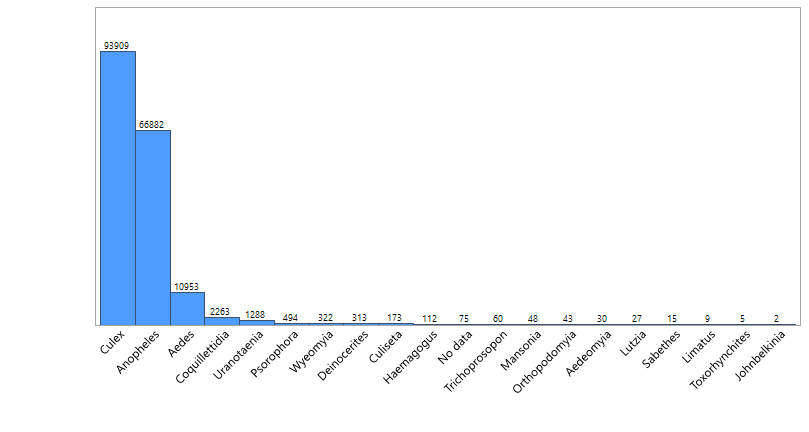 93909
66882
10953
2263
1288
494
322
313
173
112
75
60
48
43
30
27
15
9
5
2
Culex
Anopheles
Aedes
Coquillettidia
Uranotaenia
Psorophora
Wyeomyia
Deinocerites
Culiseta
Haemagogus
No data
Trichoprosopon
Mansonia
Orthopodomyia
Aedeomyia
Lutzia
Sabethes
Limatus
Toxorhynchites
Johnbelkinia